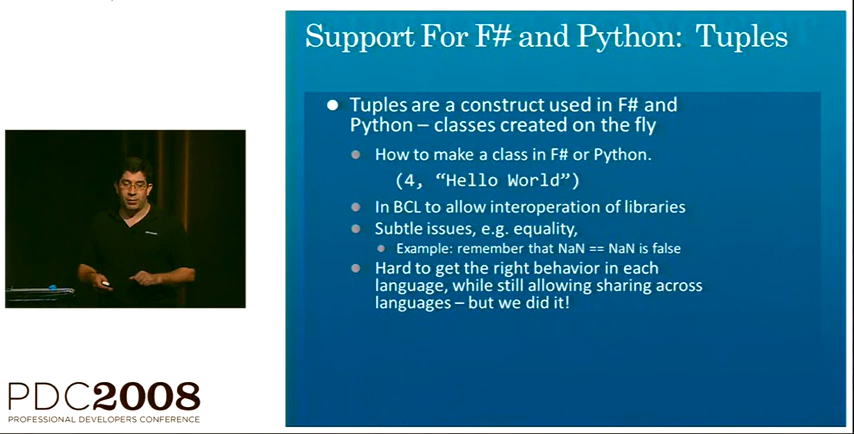 Support For F# and Python: Tuples
Tuples are a construct used in F# and
Python – classes created on the fly
How to make a class in F# or Python.
(4, “Hello World”)
In BCL to allow interoperation of libraries
Subtle issues, e.g. equality,
Example: remember that NaN == NaN is false
Hard to get the right behavior in each
language, while still allowing sharing across
languages – but we did it!
PDC2008
PROFESSIONAL DEVELOPERS CONFERENCE